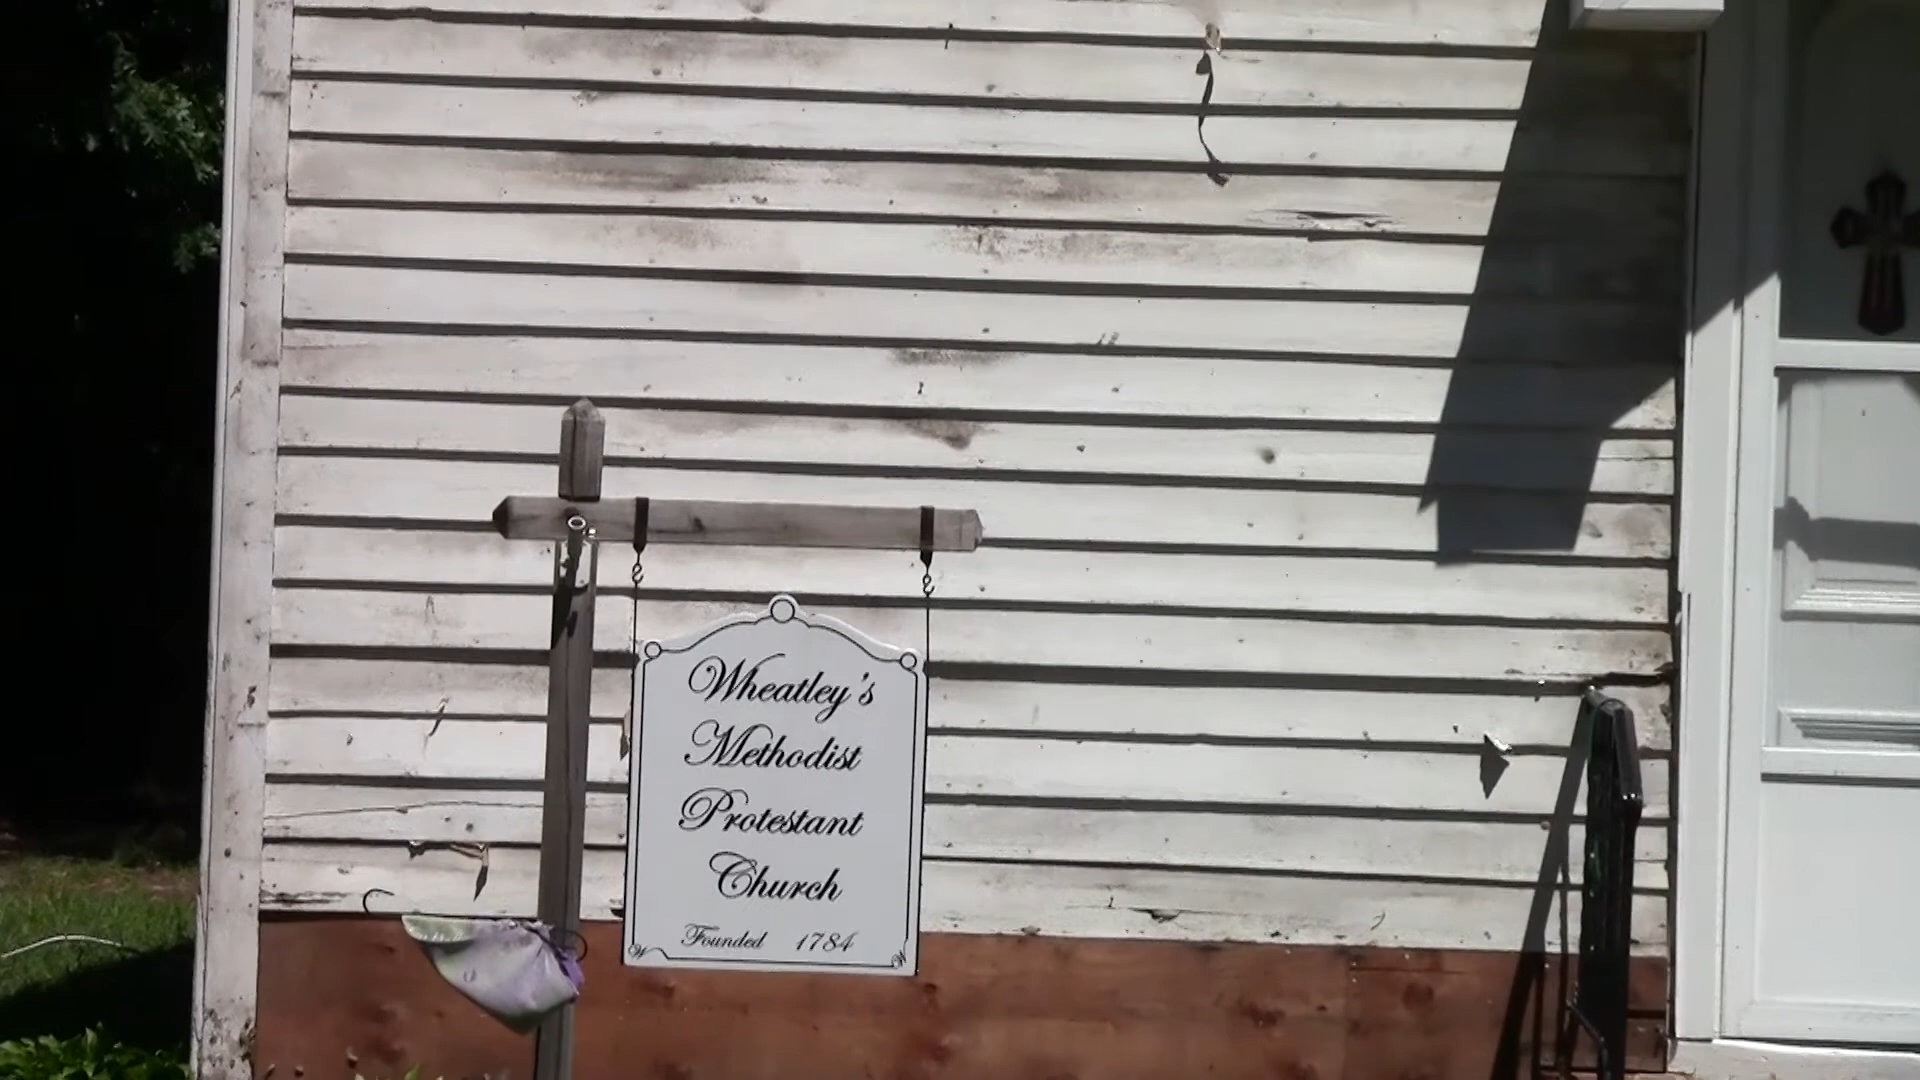 Wheatley's
Methodist
Protestant
Church
Founded 1784
W W